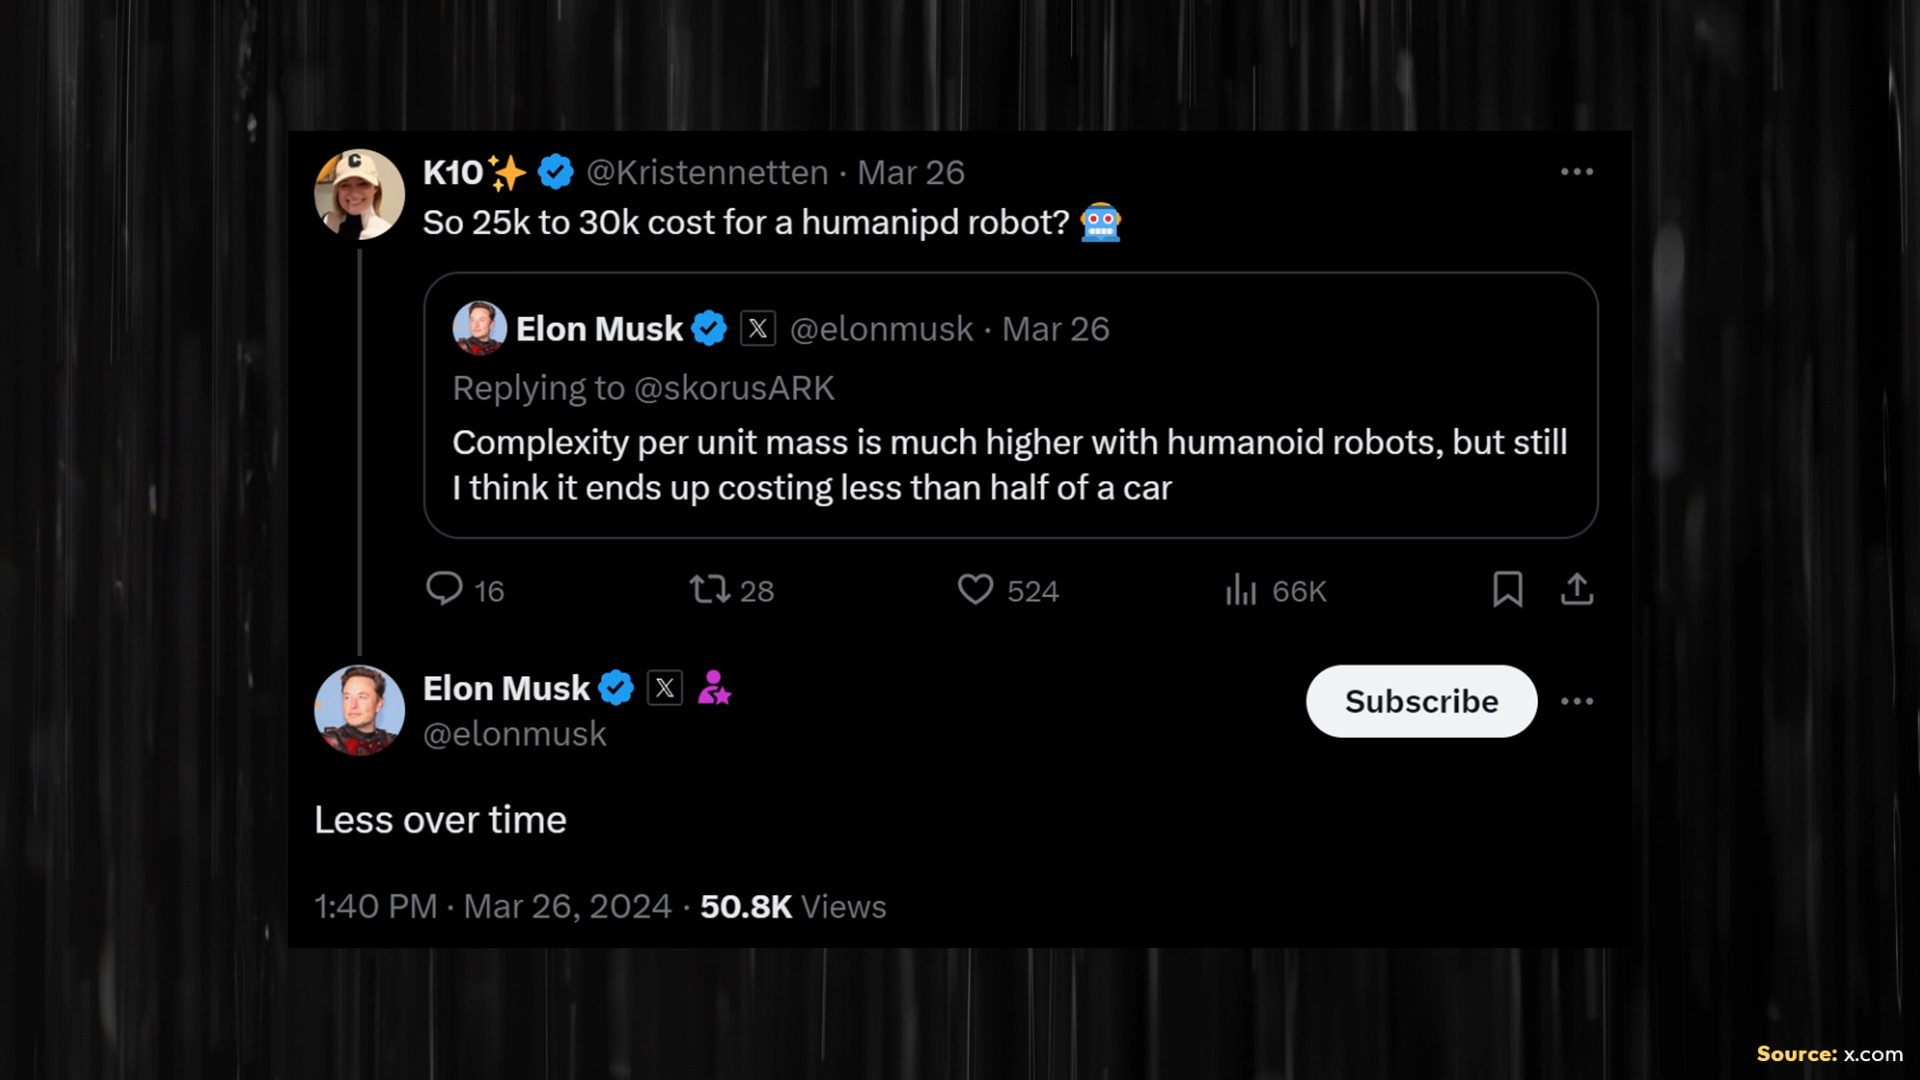 K10✨ @Kristennetten · Mar 26
So 25k to 30k cost for a humanipd robot? 🤖
Elon Musk 𝕏 @elonmusk · Mar 26
Replying to @skorusARK
Complexity per unit mass is much higher with humanoid robots, but still
I think it ends up costing less than half of a car
16 28 524 66K
Elon Musk 𝕏
Subscribe
@elonmusk
Less over time
1:40 PM · Mar 26, 2024 · 50.8K Views
Source: x.com